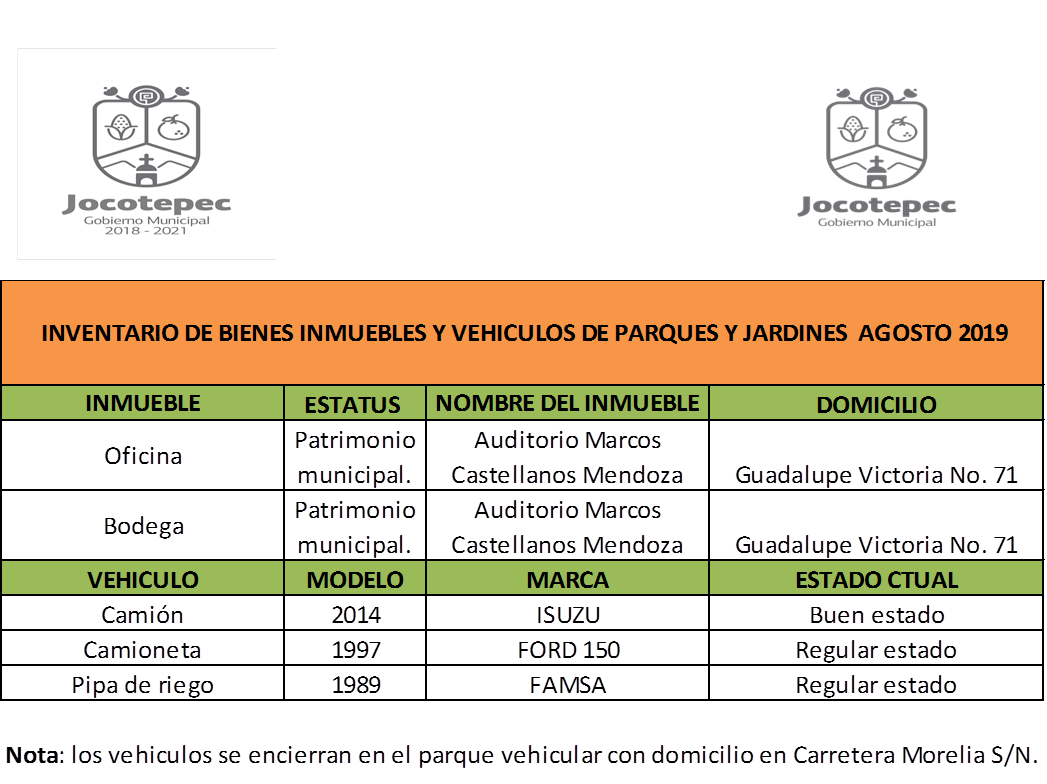 Jocotepec
Gobierno Municipal
2018 - 2021
Jocotepec
Gobierno Municipal
INVENTARIO DE BIENES INMUEBLES Y VEHICULOS DE PARQUES Y JARDINES  AGOSTO 2019
INMUEBLE ESTATUS NOMBRE DEL INMUEBLE DOMICILIO
Oficina Patrimonio municipal. Auditorio Marcos Castellanos Mendoza Guadalupe Victoria No. 71
Bodega Patrimonio municipal. Auditorio Marcos Castellanos Mendoza Guadalupe Victoria No. 71
VEHICULO MODELO MARCA ESTADO CTUAL
Camión 2014 ISUZU Buen estado
Camioneta 1997 FORD 150 Regular estado
Pipa de riego 1989 FAMSA Regular estado
Nota: los vehiculos se encierran en el parque vehicular con domicilio en Carretera Morelia S/N.